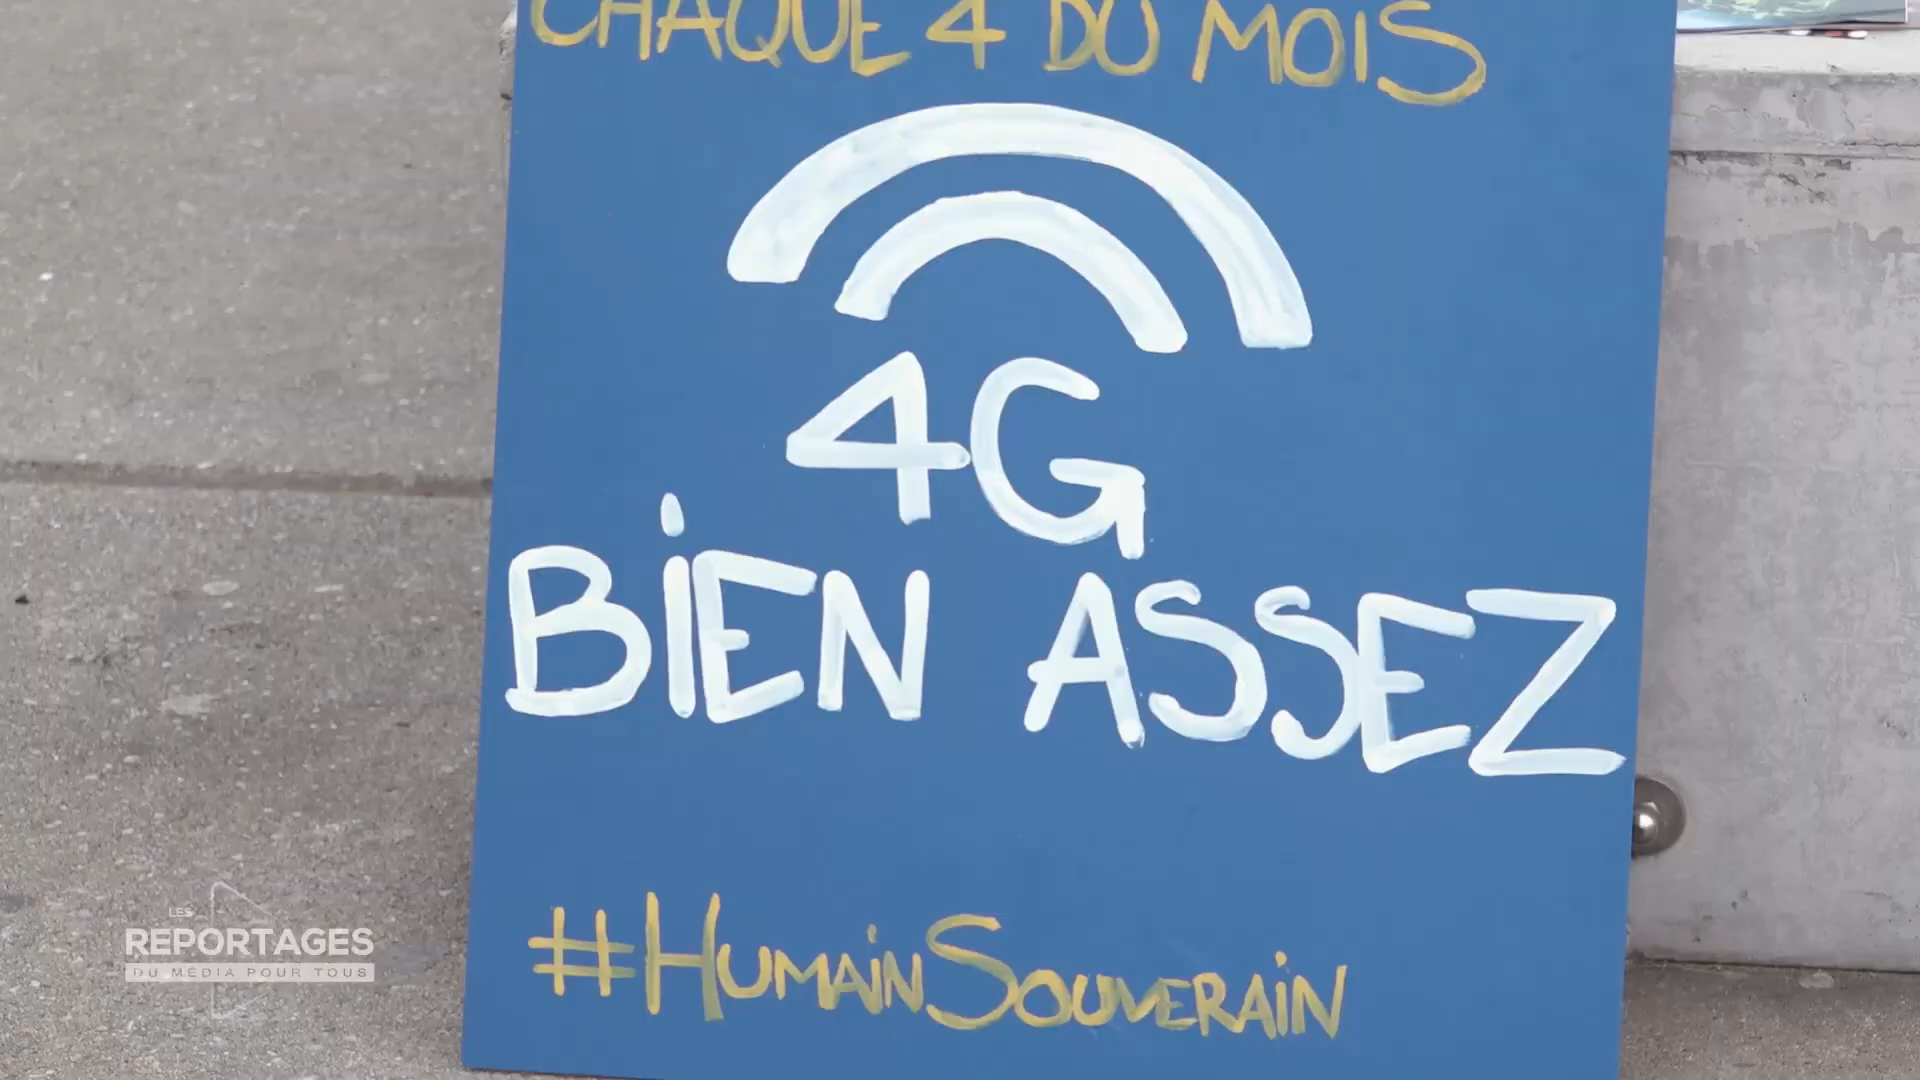 CHAQUE 4 DU MOIS
4G
BiEN ASSEZ
#HUMAiNSOUVERAiN
LES
REPORTAGES
DU MÉDIA POUR TOUS